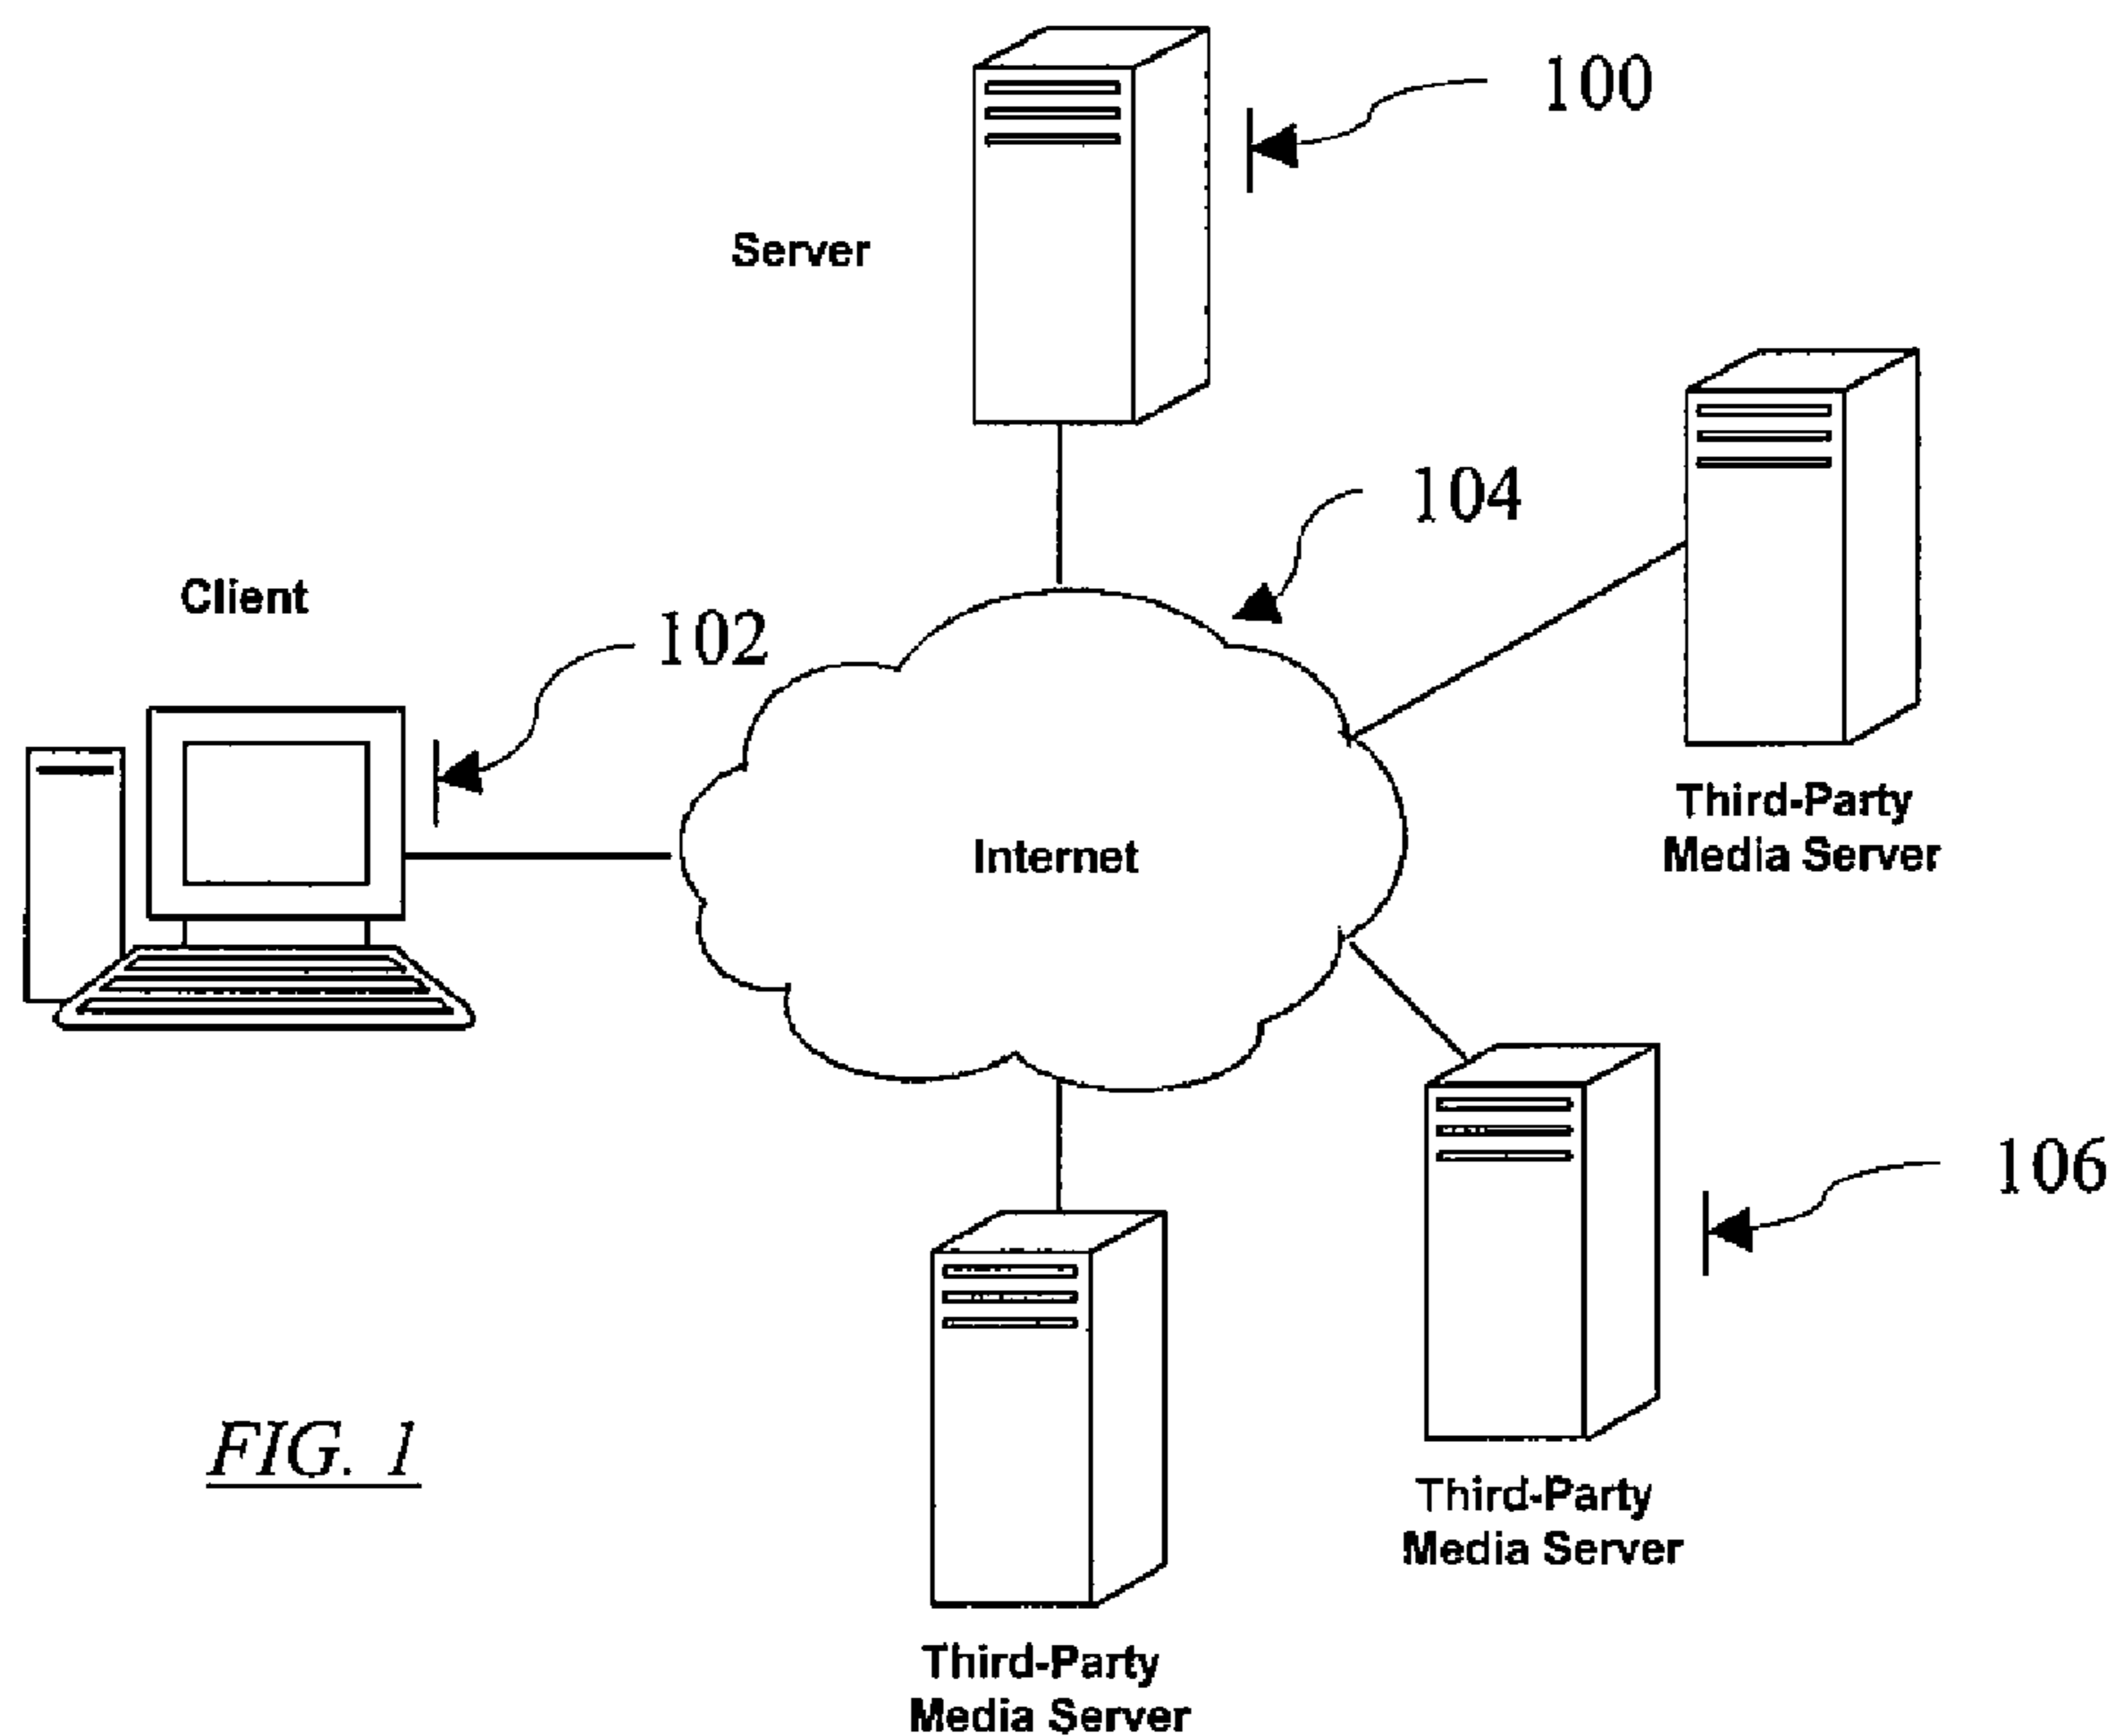 100
Server
104
Client
102
Third-Party
Media Server
Internet
106
FIG. 1
Third-Party
Media Server
Third-Party
Media Server